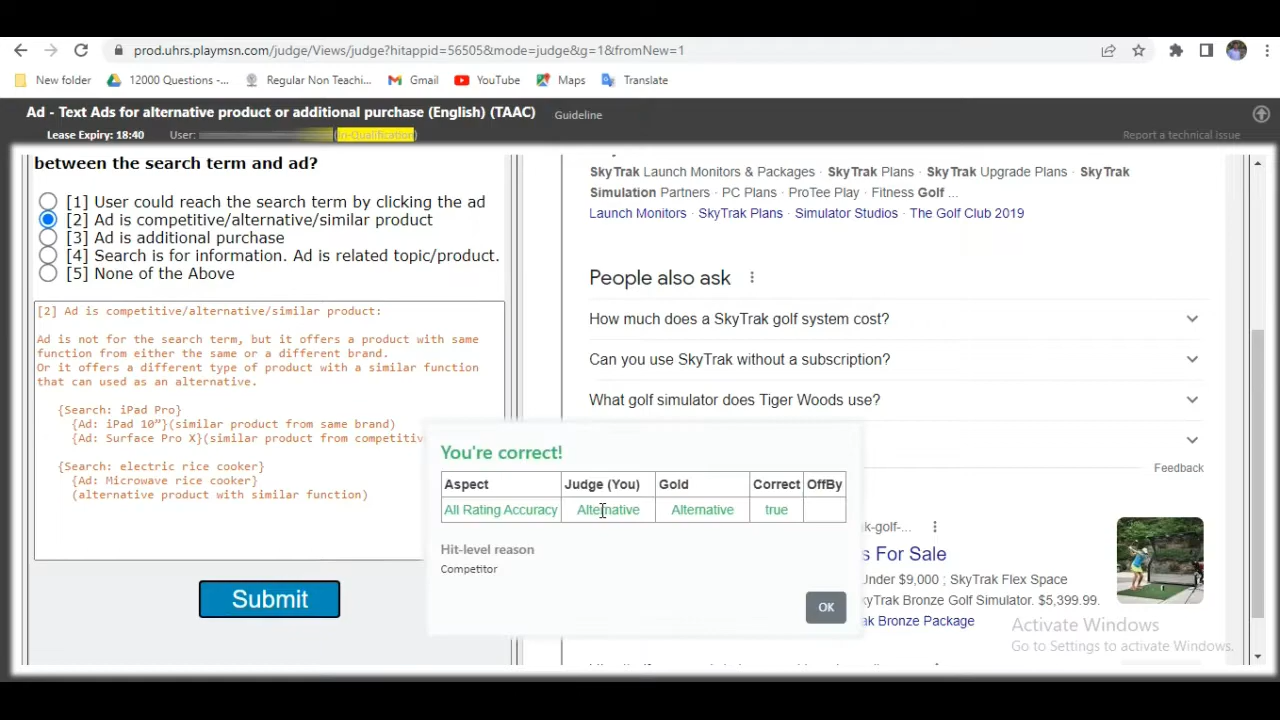 prod.uhrs.playmsn.com/judge/Views/judge?hitappid=56505&mode=judge&g=1&fromNew=1
New folder
12000 Questions -...
Regular Non Teachi...
Gmail
YouTube
Maps
Translate
Ad - Text Ads for alternative product or additional purchase (English) (TAAC)
Guideline
Lease Expiry: 18:40
User:
(In-Qualification)
Report a technical issue
between the search term and ad?
[1] User could reach the search term by clicking the ad
[2] Ad is competitive/alternative/similar product
[3] Ad is additional purchase
[4] Search is for information. Ad is related topic/product.
[5] None of the Above
[2] Ad is competitive/alternative/similar product:
Ad is not for the search term, but it offers a product with same
function from either the same or a different brand.
Or it offers a different type of product with a similar function
that can used as an alternative.
{Search: iPad Pro}
{Ad: iPad 10”}(similar product from same brand)
{Ad: Surface Pro X}(similar product from competitiv
{Search: electric rice cooker}
{Ad: Microwave rice cooker}
(alternative product with similar function)
Submit
SkyTrak Launch Monitors & Packages · SkyTrak Plans · SkyTrak Upgrade Plans · SkyTrak
Simulation Partners · PC Plans · ProTee Play · Fitness Golf ...
Launch Monitors · SkyTrak Plans · Simulator Studios · The Golf Club 2019
People also ask
How much does a SkyTrak golf system cost?
Can you use SkyTrak without a subscription?
What golf simulator does Tiger Woods use?
Feedback
k-golf-...
s For Sale
Under $9,000 ; SkyTrak Flex Space
kyTrak Bronze Golf Simulator. $5,399.99.
ak Bronze Package
You're correct!
Aspect Judge (You) Gold Correct OffBy
All Rating Accuracy Alternative Alternative true
Hit-level reason
Competitor
OK
Activate Windows
Go to Settings to activate Windows.